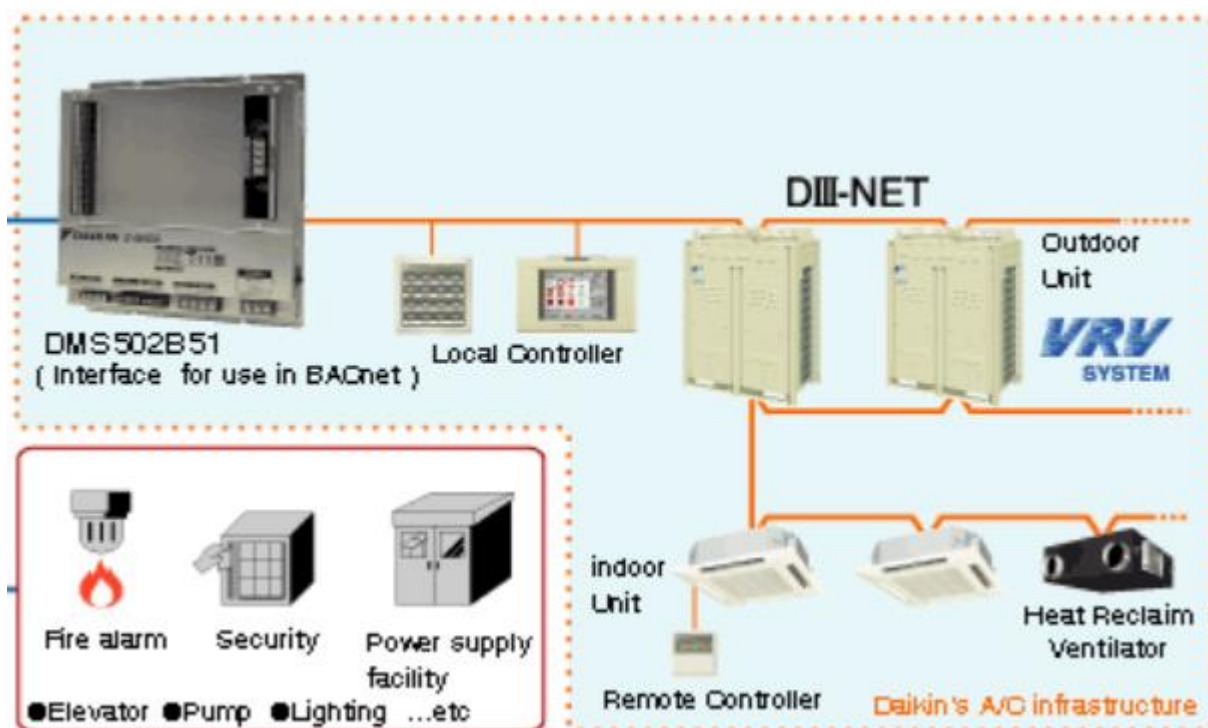 DIII-NET
Outdoor
Unit
VRV
SYSTEM
DAIKIN
DMS502B51
( Interface for use in BACnet )
Local Controller
Fire alarm
Security
Power supply
facility
●Elevator ●Pump ●Lighting ...etc
indoor
Unit
Remote Controller
Heat Reclaim
Ventilator
Daikin's A/C infrastructure